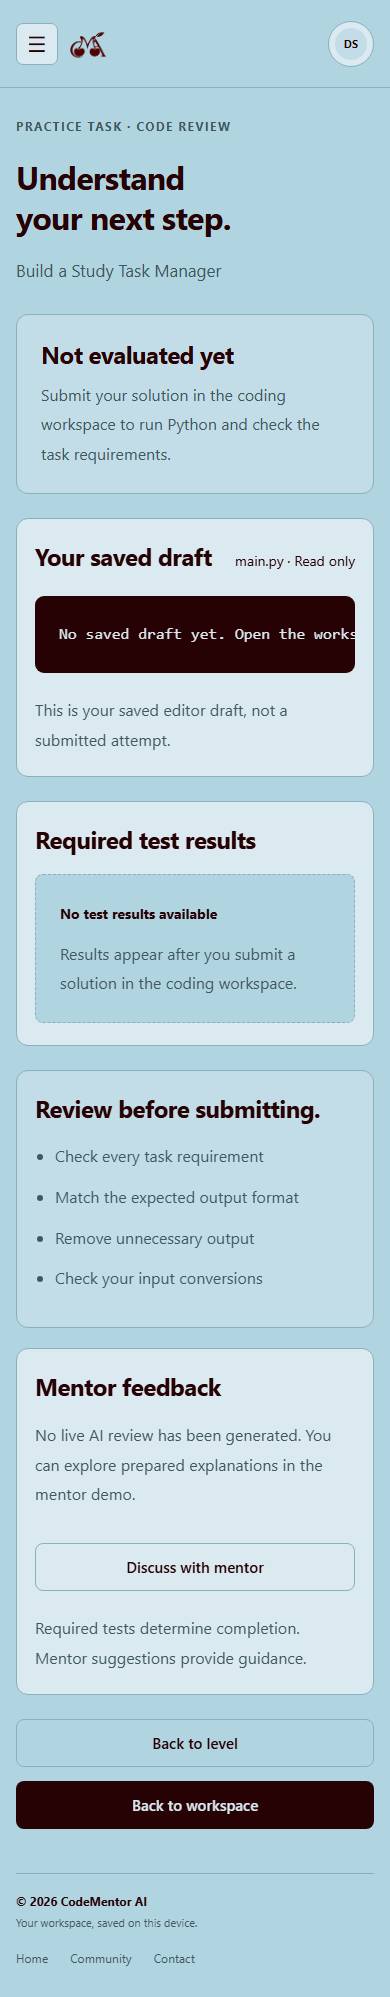 DS
PRACTICE TASK · CODE REVIEW
Understand
your next step.
Build a Study Task Manager
Not evaluated yet
Submit your solution in the coding
workspace to run Python and check the
task requirements.
Your saved draft
main.py · Read only
No saved draft yet. Open the works
This is your saved editor draft, not a
submitted attempt.
Required test results
No test results available
Results appear after you submit a
solution in the coding workspace.
Review before submitting.
Check every task requirement
Match the expected output format
Remove unnecessary output
Check your input conversions
Mentor feedback
No live AI review has been generated. You
can explore prepared explanations in the
mentor demo.
Discuss with mentor
Required tests determine completion.
Mentor suggestions provide guidance.
Back to level
Back to workspace
© 2026 CodeMentor AI
Your workspace, saved on this device.
Home Community Contact